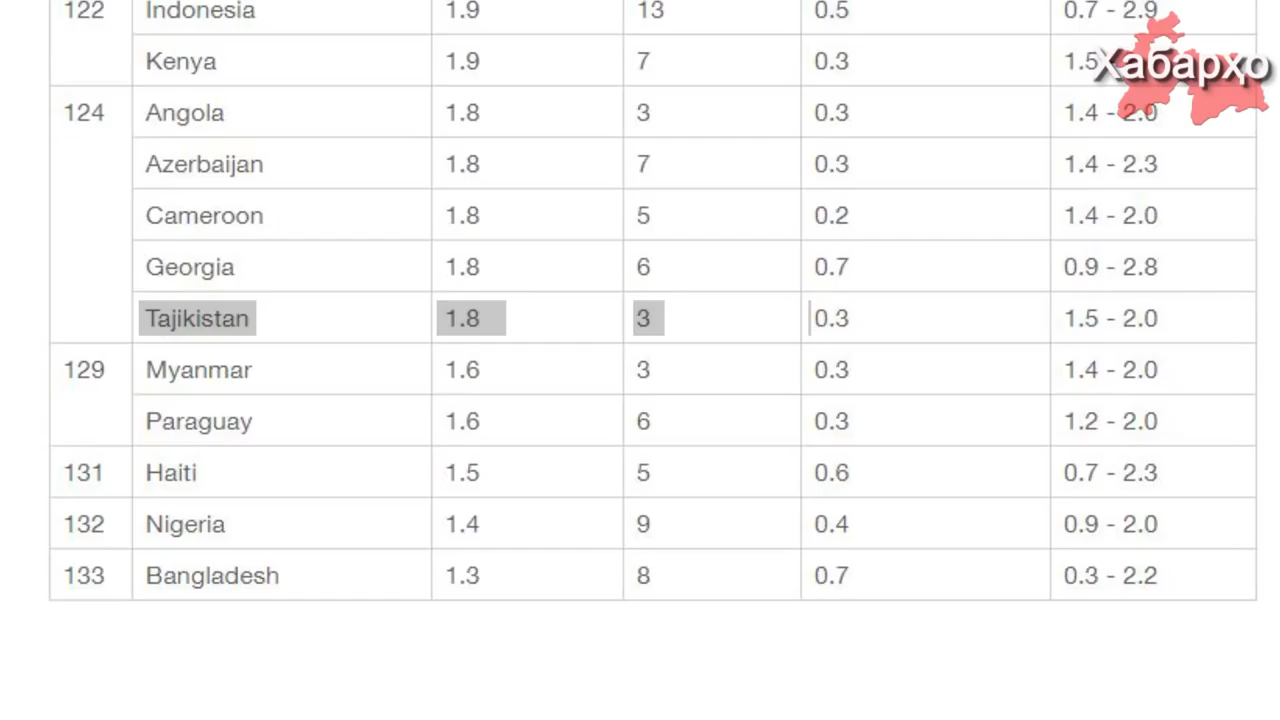 122 Indonesia 1.9 13 0.5 0.7 - 2.9
Хабарҳо
Kenya 1.9 7 0.3 1.5
124 Angola 1.8 3 0.3 1.4 - 2.0
Azerbaijan 1.8 7 0.3 1.4 - 2.3
Cameroon 1.8 5 0.2 1.4 - 2.0
Georgia 1.8 6 0.7 0.9 - 2.8
Tajikistan 1.8 3 0.3 1.5 - 2.0
129 Myanmar 1.6 3 0.3 1.4 - 2.0
Paraguay 1.6 6 0.3 1.2 - 2.0
131 Haiti 1.5 5 0.6 0.7 - 2.3
132 Nigeria 1.4 9 0.4 0.9 - 2.0
133 Bangladesh 1.3 8 0.7 0.3 - 2.2